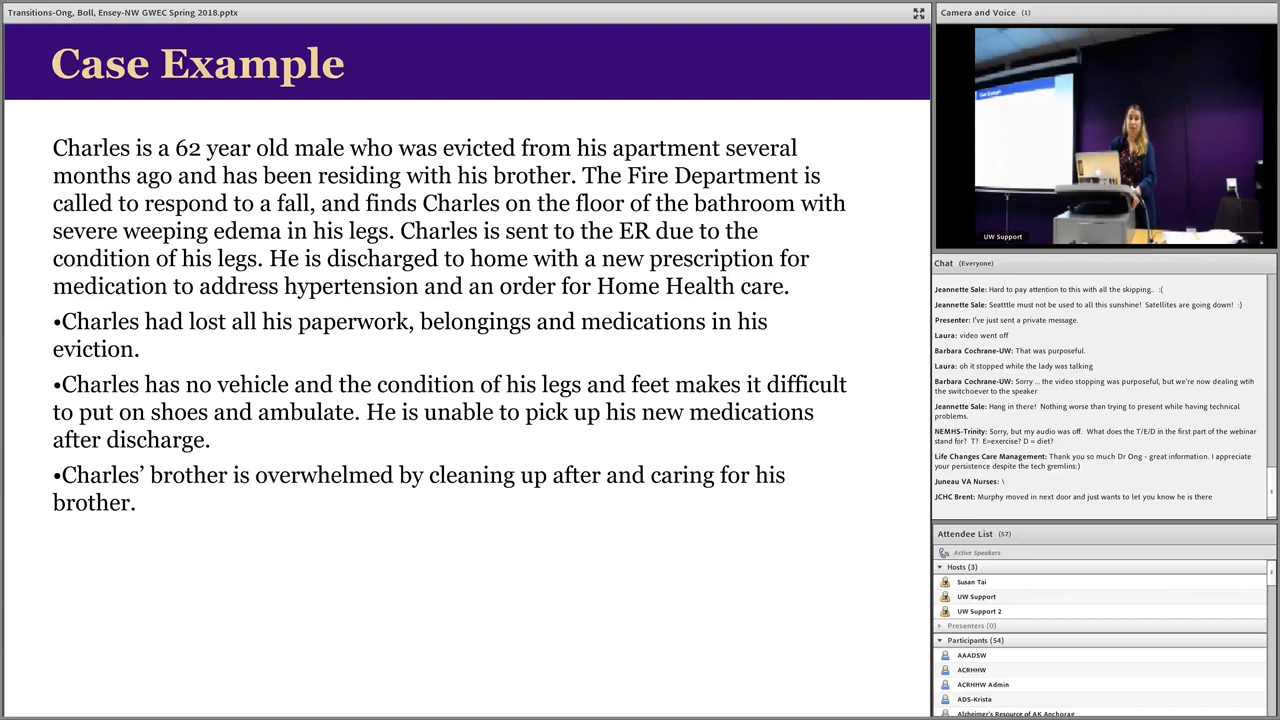 Transitions-Ong, Boll, Ensey-NW GWEC Spring 2018.pptx
Case Example
Charles is a 62 year old male who was evicted from his apartment several
months ago and has been residing with his brother. The Fire Department is
called to respond to a fall, and finds Charles on the floor of the bathroom with
severe weeping edema in his legs. Charles is sent to the ER due to the
condition of his legs. He is discharged to home with a new prescription for
medication to address hypertension and an order for Home Health care.
•Charles had lost all his paperwork, belongings and medications in his
eviction.
•Charles has no vehicle and the condition of his legs and feet makes it difficult
to put on shoes and ambulate. He is unable to pick up his new medications
after discharge.
•Charles’ brother is overwhelmed by cleaning up after and caring for his
brother.
Camera and Voice (1)
UW Support
Chat (Everyone)
Jeannette Sale: Hard to pay attention to this with all the skipping.. :(
Jeannette Sale: Seatttle must not be used to all this sunshine! Satellites are going down! :)
Presenter: I've just sent a private message.
Laura: video went off
Barbara Cochrane-UW: That was purposeful.
Laura: oh it stopped while the lady was talking
Barbara Cochrane-UW: Sorry ... the video stopping was purposeful, but we're now dealing wtih
the switchoever to the speaker
Jeannette Sale: Hang in there! Nothing worse than trying to present while having technical
problems.
NEMHS-Trinity: Sorry, but my audio was off. What does the T/E/D in the first part of the webinar
stand for? T? E=exercise? D = diet?
Life Changes Care Management: Thank you so much Dr Ong - great information. I appreciate
your persistence despite the tech gremlins:)
Juneau VA Nurses: \
JCHC Brent: Murphy moved in next door and just wants to let you know he is there
Attendee List (57)
Active Speakers
Hosts (3)
Susan Tai
UW Support
UW Support 2
Presenters (0)
Participants (54)
AAADSW
ACRHHW
ACRHHW Admin
ADS-Krista
Alzheimer's Resource of AK Anchorag